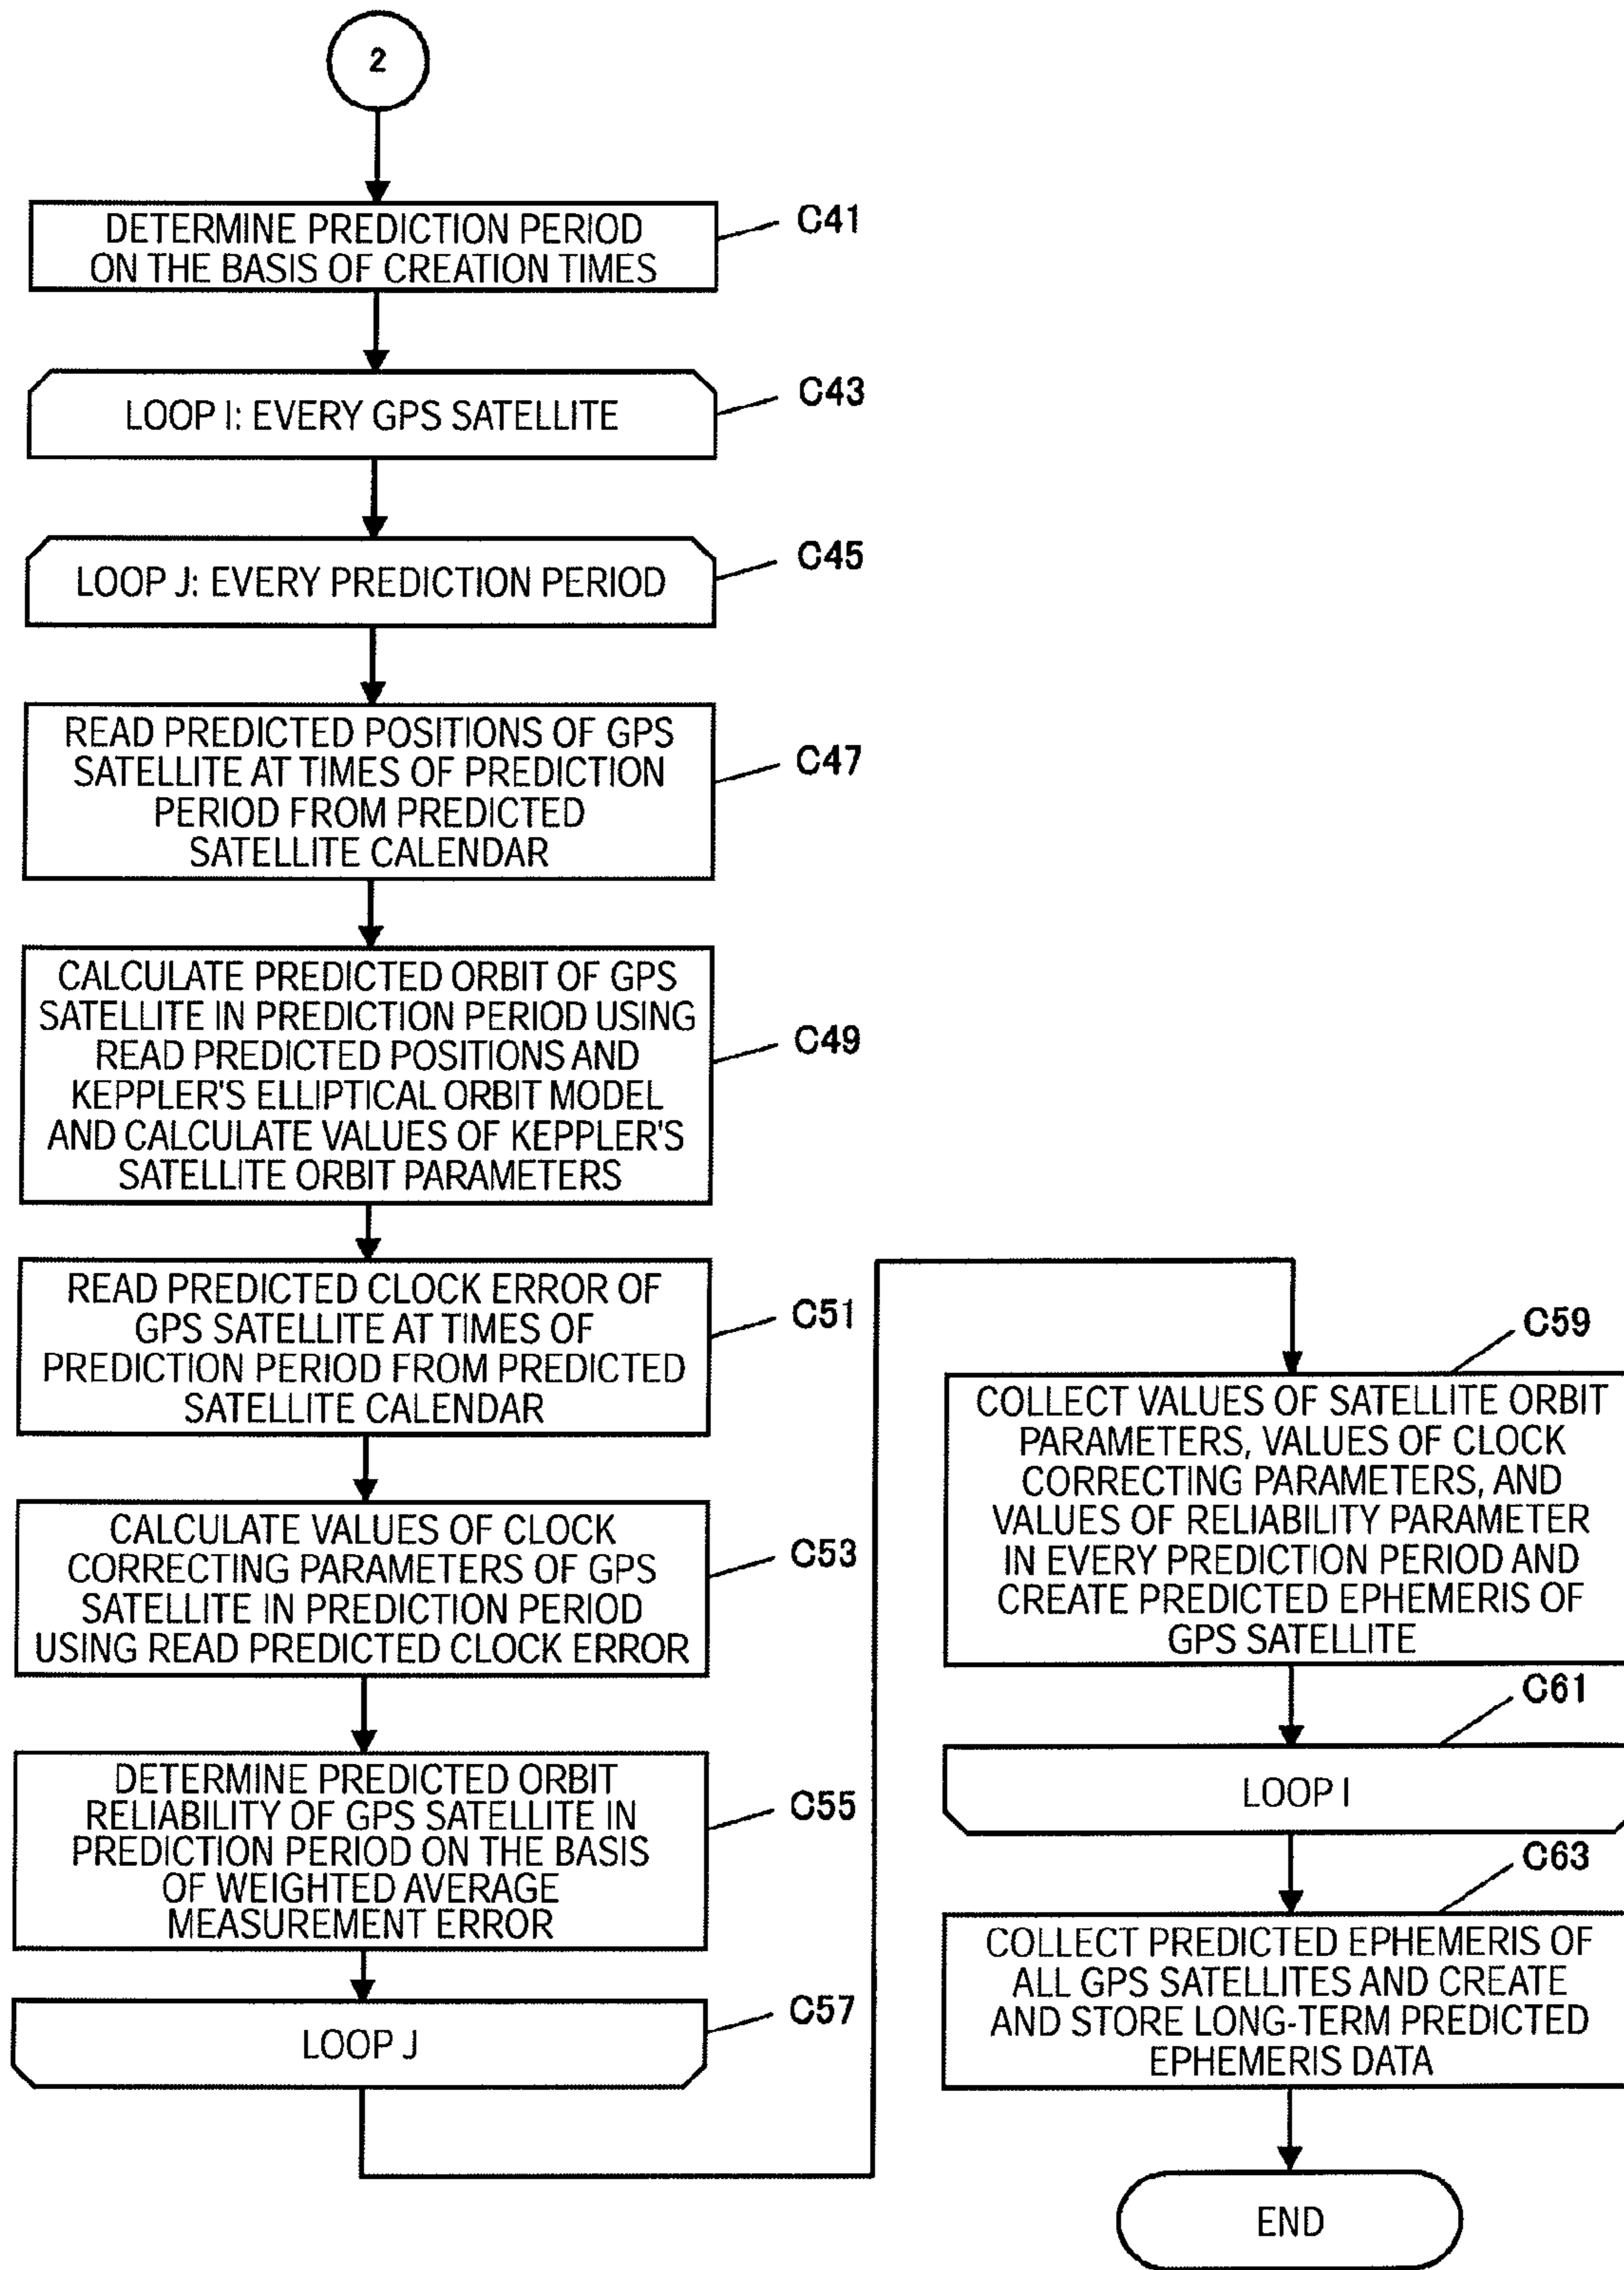 2
DETERMINE PREDICTION PERIOD
ON THE BASIS OF CREATION TIMES
C41
LOOP I: EVERY GPS SATELLITE
C43
LOOP J: EVERY PREDICTION PERIOD
C45
READ PREDICTED POSITIONS OF GPS
SATELLITE AT TIMES OF PREDICTION
PERIOD FROM PREDICTED
SATELLITE CALENDAR
C47
CALCULATE PREDICTED ORBIT OF GPS
SATELLITE IN PREDICTION PERIOD USING
READ PREDICTED POSITIONS AND
KEPPLER'S ELLIPTICAL ORBIT MODEL
AND CALCULATE VALUES OF KEPPLER'S
SATELLITE ORBIT PARAMETERS
C49
READ PREDICTED CLOCK ERROR OF
GPS SATELLITE AT TIMES OF
PREDICTION PERIOD FROM PREDICTED
SATELLITE CALENDAR
C51
CALCULATE VALUES OF CLOCK
CORRECTING PARAMETERS OF GPS
SATELLITE IN PREDICTION PERIOD
USING READ PREDICTED CLOCK ERROR
C53
DETERMINE PREDICTED ORBIT
RELIABILITY OF GPS SATELLITE IN
PREDICTION PERIOD ON THE BASIS
OF WEIGHTED AVERAGE
MEASUREMENT ERROR
C55
LOOP J
C57
C59
COLLECT VALUES OF SATELLITE ORBIT
PARAMETERS, VALUES OF CLOCK
CORRECTING PARAMETERS, AND
VALUES OF RELIABILITY PARAMETER
IN EVERY PREDICTION PERIOD AND
CREATE PREDICTED EPHEMERIS OF
GPS SATELLITE
C61
LOOP I
C63
COLLECT PREDICTED EPHEMERIS OF
ALL GPS SATELLITES AND CREATE
AND STORE LONG-TERM PREDICTED
EPHEMERIS DATA
END